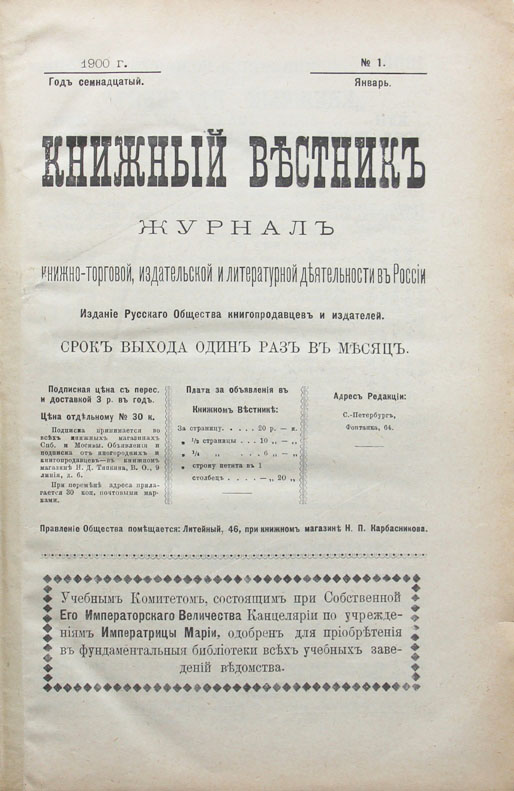 1900 г.
№ 1.
Годъ семнадцатый.
Январь.
КНИЖНЫЙ ВѢСТНИКЪ
ЖУРНАЛЪ
книжно-торговой, издательской и литературной дѣятельности въ Россіи
Изданіе Русскаго Общества книгопродавцевъ и издателей.
СРОКЪ ВЫХОДА ОДИНЪ РАЗЪ ВЪ МѢСЯЦЪ.
Подписная цѣна съ перес.
и доставкой 3 р. въ годъ.
Цѣна отдѣльному № 30 к.
Подписка принимается во
всѣхъ книжныхъ магазинахъ
Спб. и Москвы. Объявленія и
подписка отъ иногородныхъ и
книгопродавцевъ—въ книжномъ
магазинѣ Н. Д. Тяпкина, В. О., 9
линія, д. 6.
При перемѣнѣ адреса прила-
гается 30 коп. почтовыми мар-
ками.
Плата за объявленія въ
Книжномъ Вѣстникѣ:
За страницу. . . . . 20 р. — к.
„ 1/2 страницы . . . 10 „ — „
„ 1/4 „ . . . 6 „ — „
„ строку петита въ 1
столбецъ . . . . . — „ 20 „
Адресъ Редакціи:
С.-Петербургъ,
Фонтанка, 64.
Правленіе Общества помѣщается: Литейный, 46, при книжномъ магазинѣ Н. П. Карбасникова.
Учебнымъ Комитетомъ, состоящимъ при Собственной
Его Императорскаго Величества Канцеляріи по учрежде-
ніямъ Императрицы Маріи, одобренъ для пріобрѣтенія
въ фундаментальныя библіотеки всѣхъ учебныхъ заве-
деній вѣдомства.